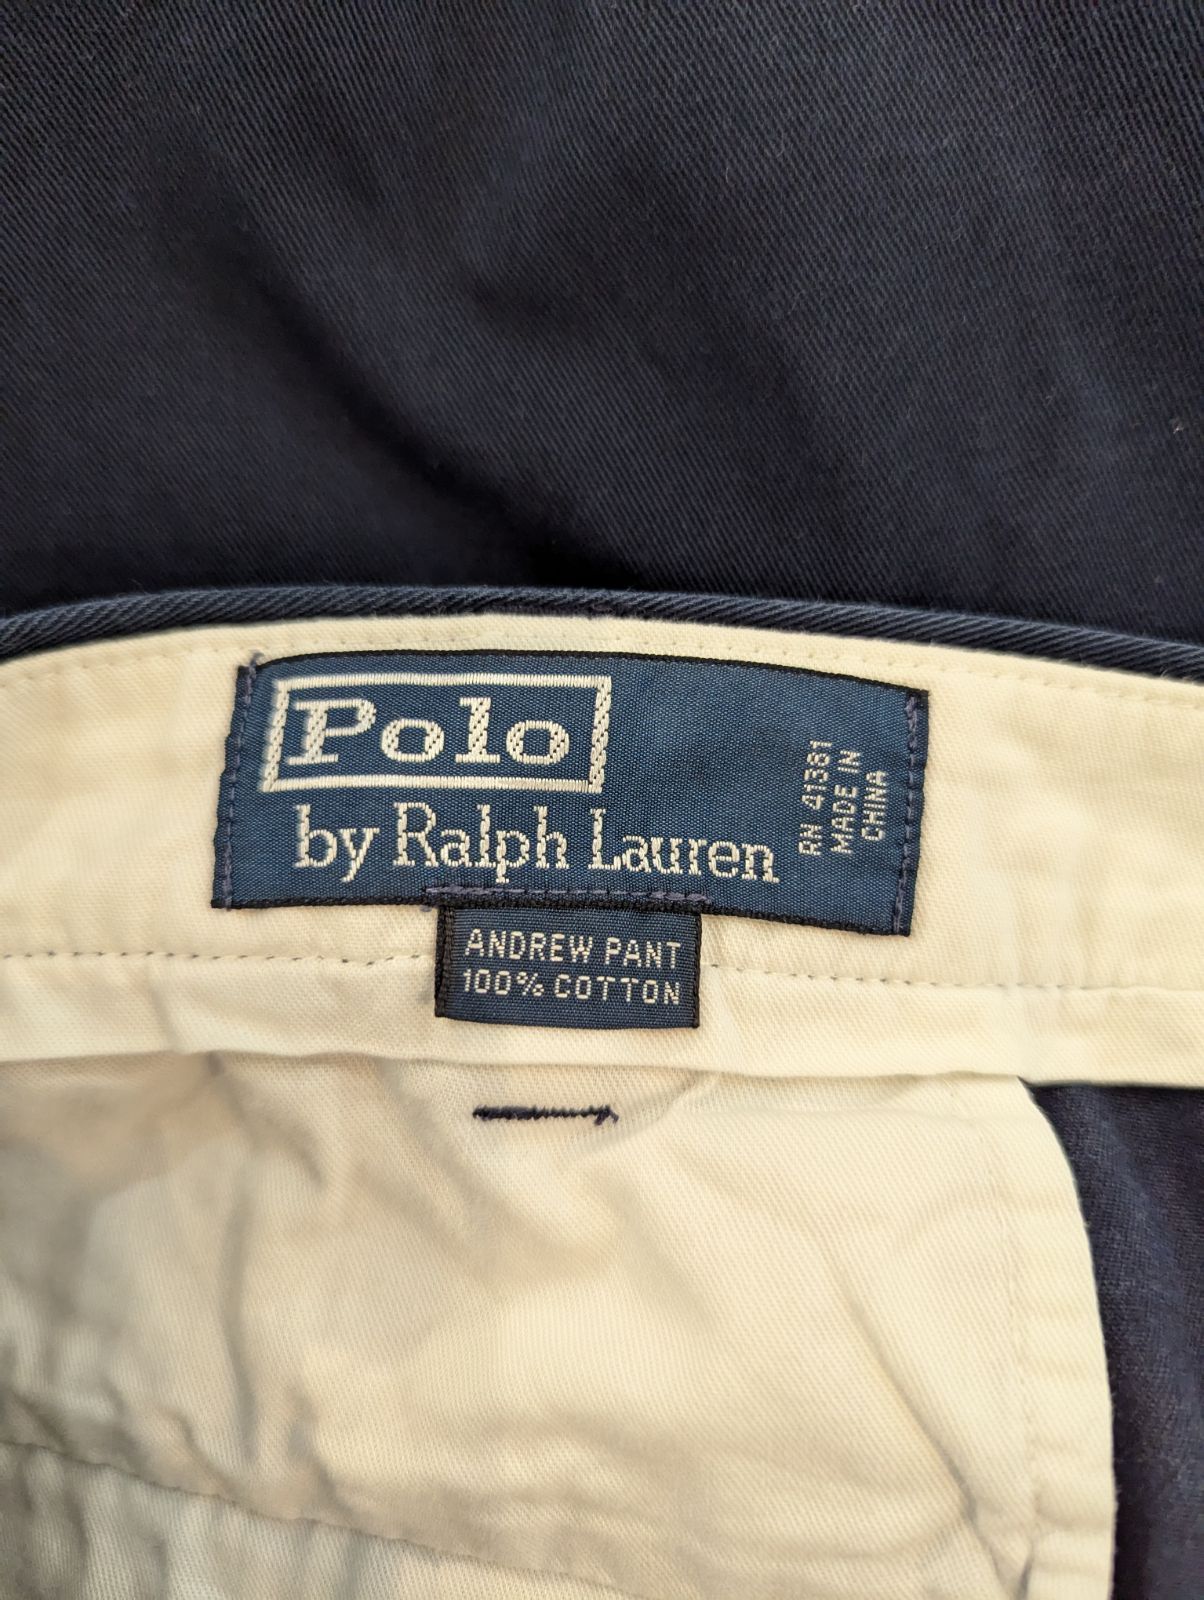 Polo
by Ralph Lauren
RN 41381
MADE IN
CHINA
ANDREW PANT
100% COTTON